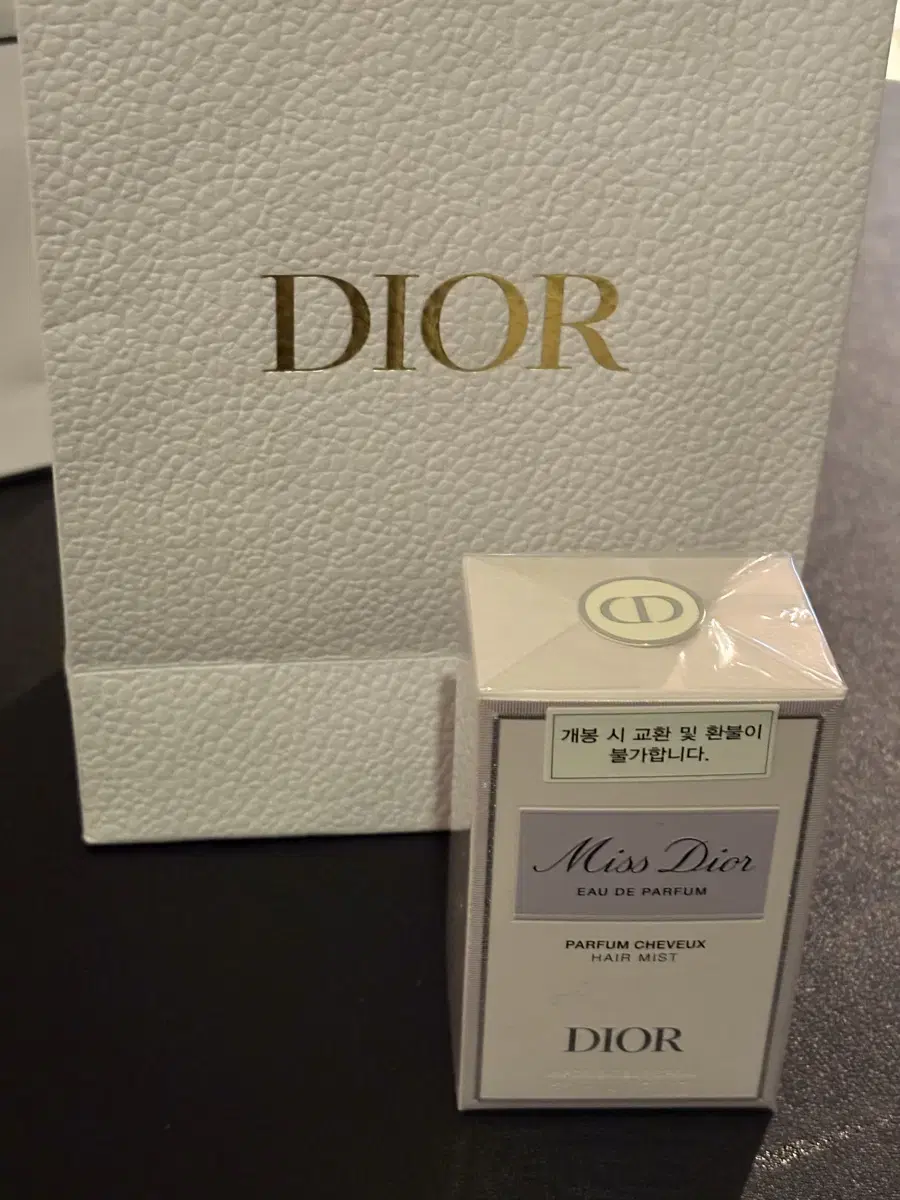 DIOR
CD
개봉 시 교환 및 환불이
불가합니다.
Miss Dior
EAU DE PARFUM
PARFUM CHEVEUX
HAIR MIST
DIOR